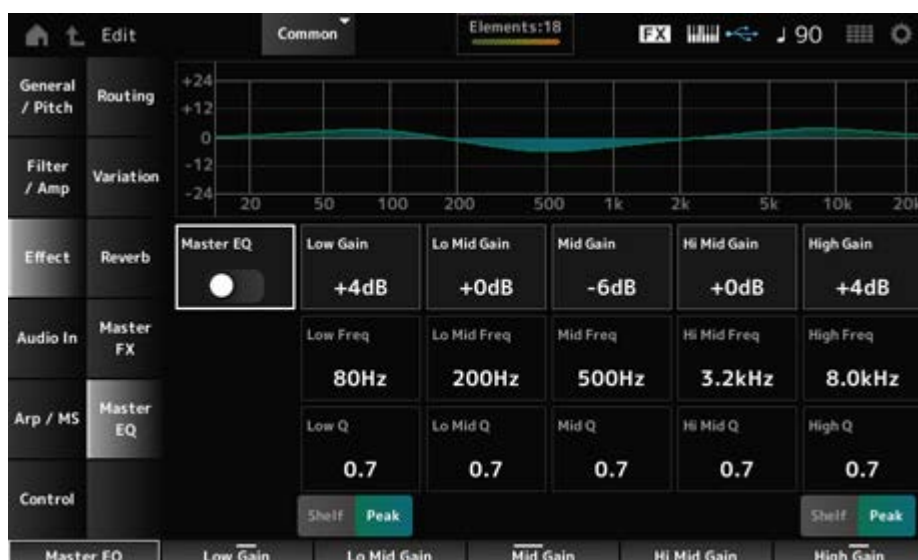 Edit
Common
Elements:18
FX
♩ 90
General / Pitch
Filter / Amp
Effect
Audio In
Arp / MS
Control
Routing
Variation
Reverb
Master FX
Master EQ
+24
+12
0
-12
-24
20 50 100 200 500 1k 2k 5k 10k 20k
Master EQ
Low Gain
+4dB
Lo Mid Gain
+0dB
Mid Gain
-6dB
Hi Mid Gain
+0dB
High Gain
+4dB
Low Freq
80Hz
Lo Mid Freq
200Hz
Mid Freq
500Hz
Hi Mid Freq
3.2kHz
High Freq
8.0kHz
Low Q
0.7
Lo Mid Q
0.7
Mid Q
0.7
Hi Mid Q
0.7
High Q
0.7
Shelf Peak
Shelf Peak
Master EQ Low Gain Lo Mid Gain Mid Gain Hi Mid Gain High Gain